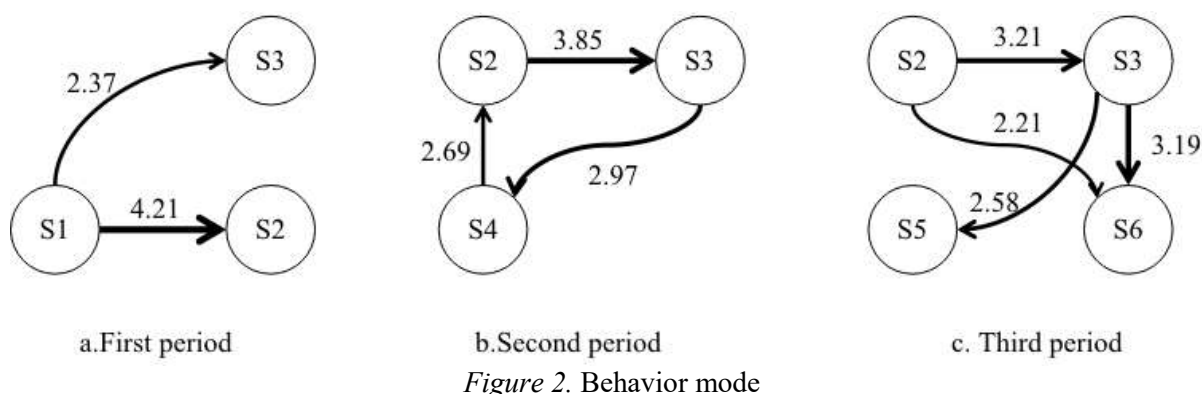 S3
2.37
S1
4.21
S2
a.First period
S2
3.85
S3
2.69
2.97
S4
b.Second period
S2
3.21
S3
2.21
3.19
S5
2.58
S6
c. Third period
Figure 2. Behavior mode